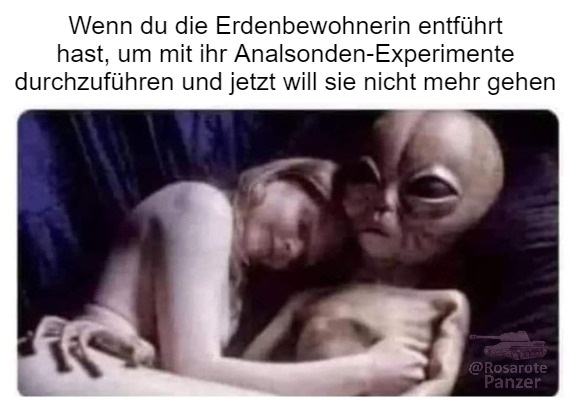 Wenn du die Erdenbewohnerin entführt
hast, um mit ihr Analsonden-Experimente
durchzuführen und jetzt will sie nicht mehr gehen
@Rosarote
Panzer